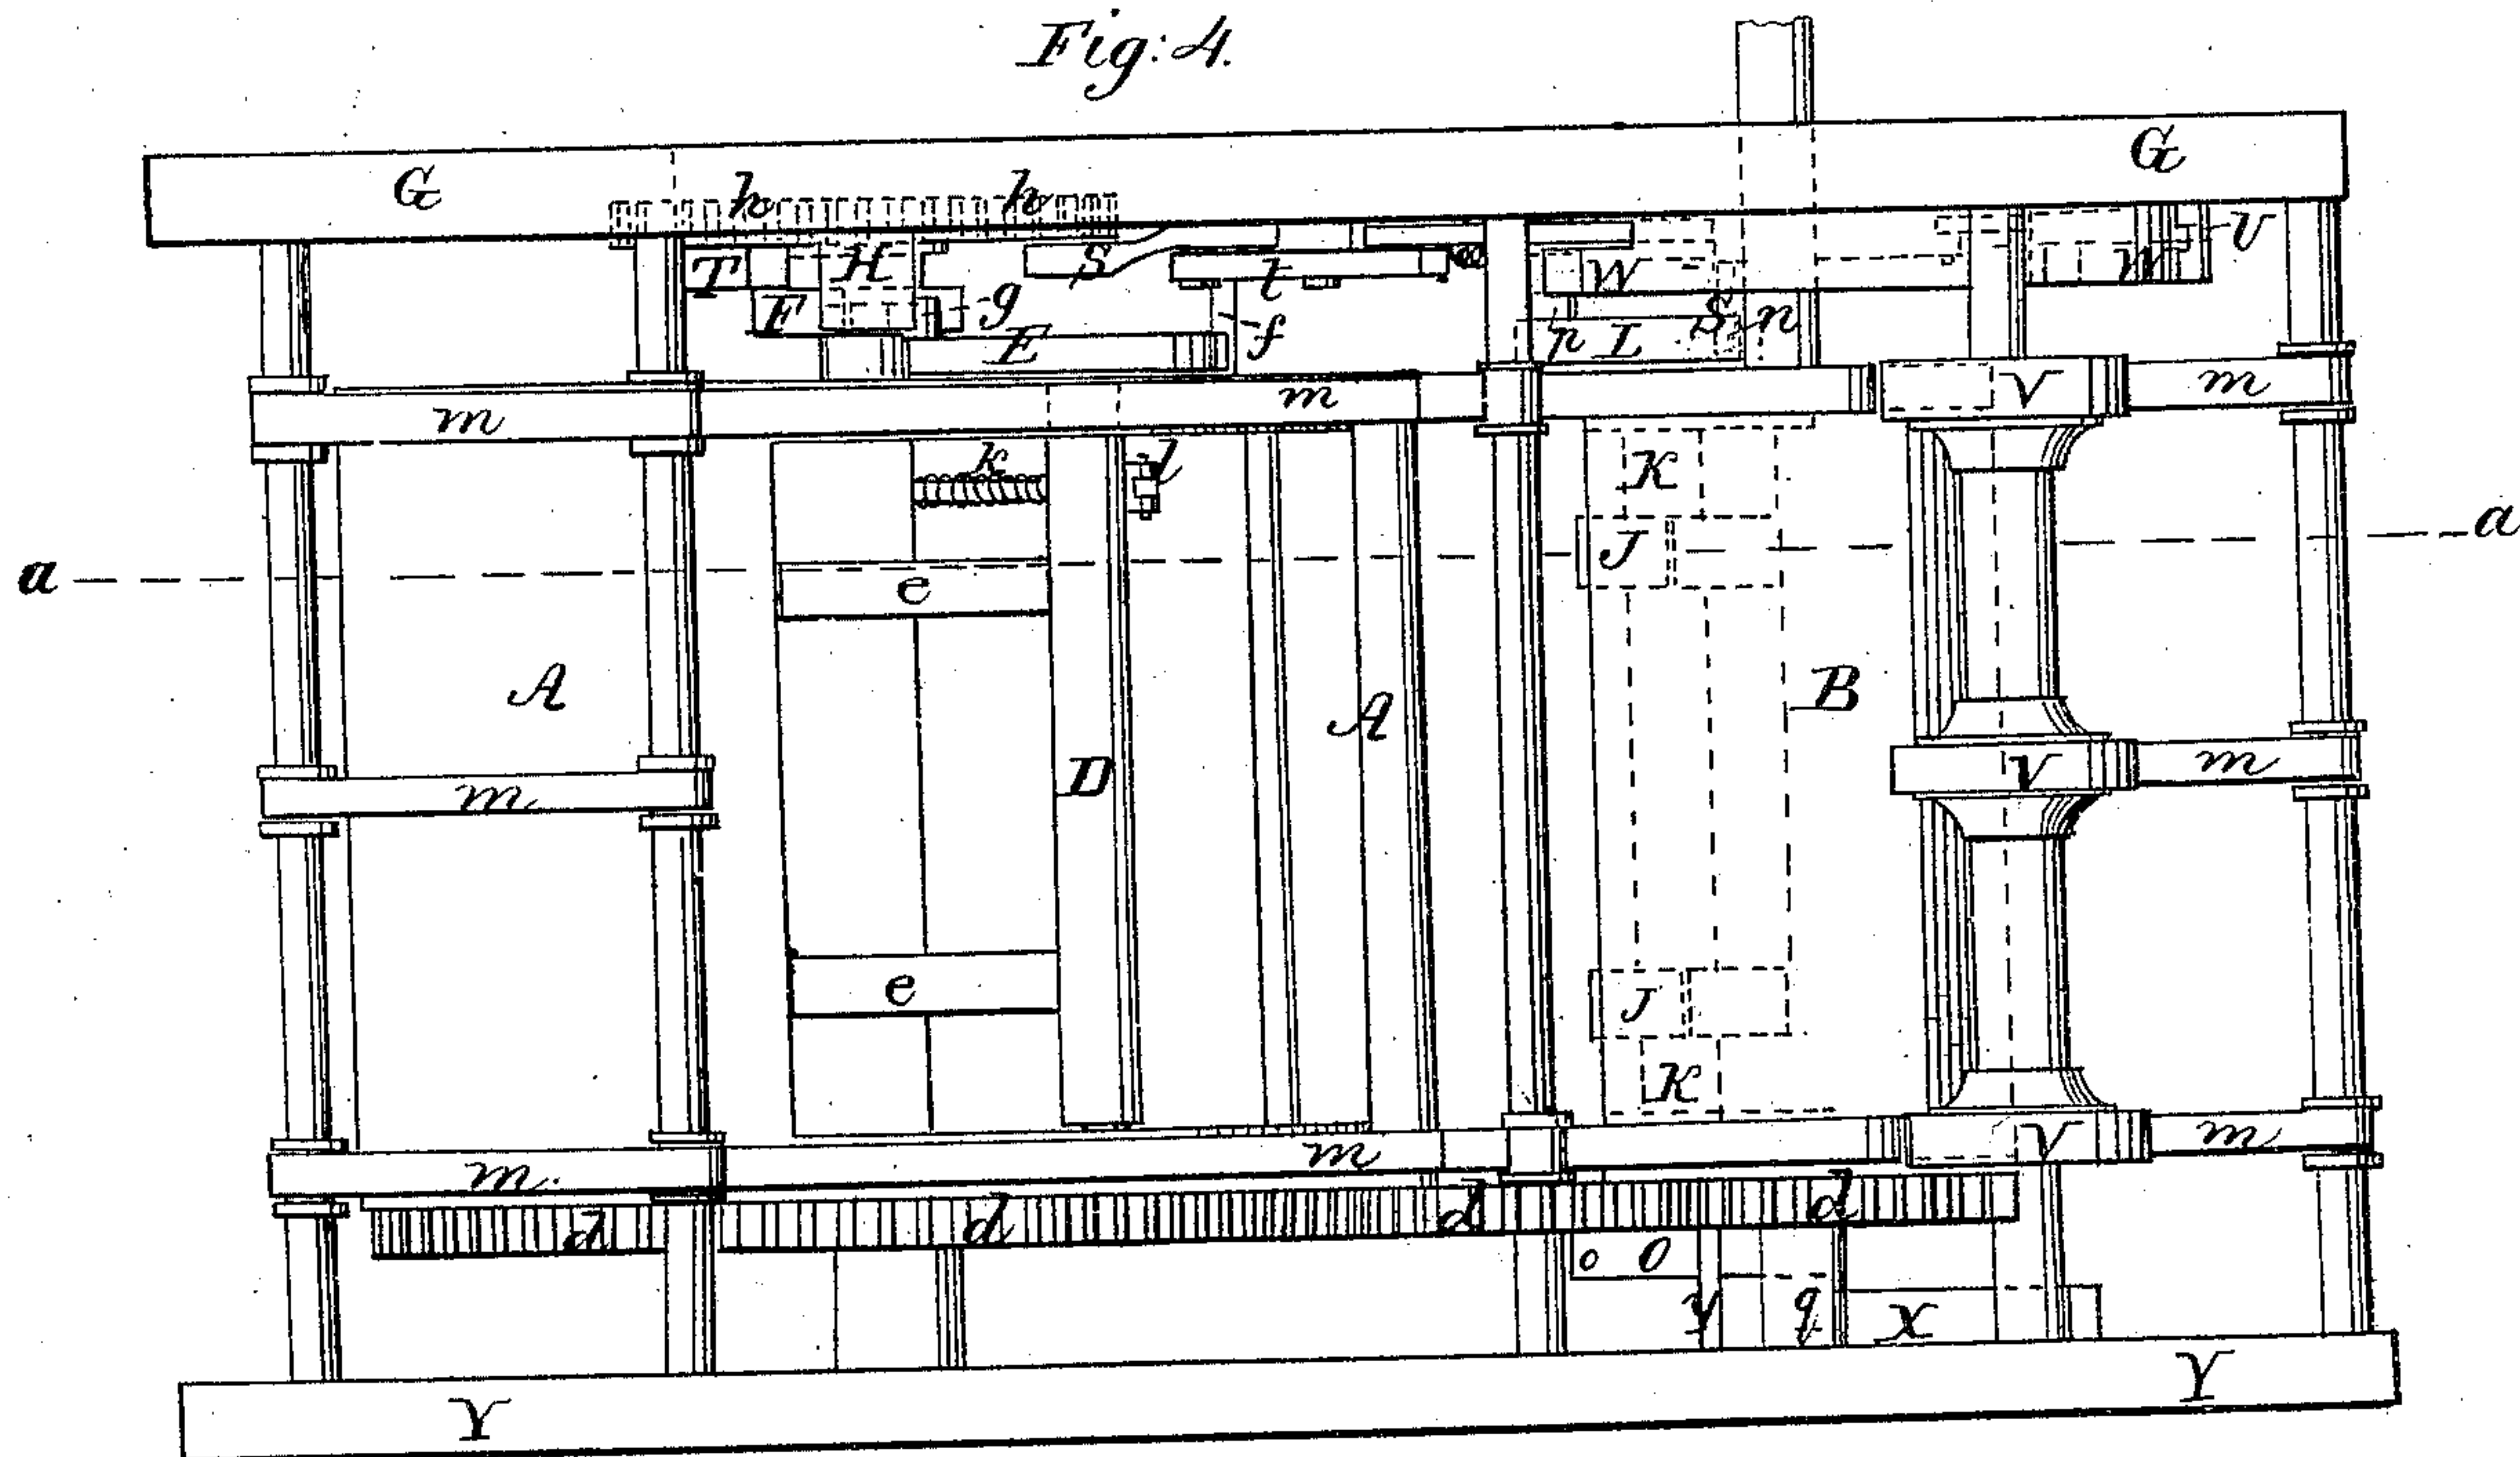 Fig: 4.
G G
h h
T H S t W W U
F g
E f p I S n
m m V m
k l
K
J
a a
e
A B
A
D
m V m
e
J
K
m m V m
d d d d
o O
y q X
Y Y